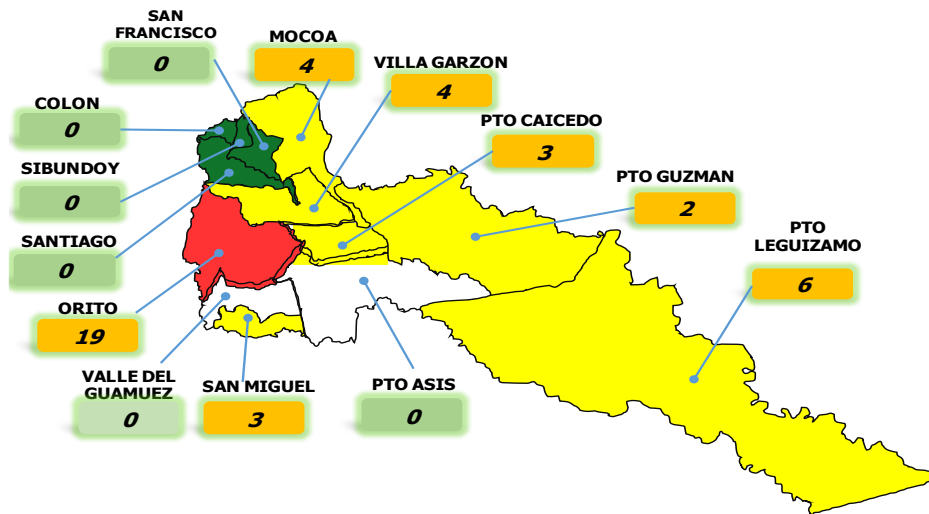 SAN
FRANCISCO
0
MOCOA
4
VILLA GARZON
4
COLON
0
PTO CAICEDO
3
SIBUNDOY
0
PTO GUZMAN
2
SANTIAGO
0
PTO
LEGUIZAMO
6
ORITO
19
VALLE DEL
GUAMUEZ
0
SAN MIGUEL
3
PTO ASIS
0